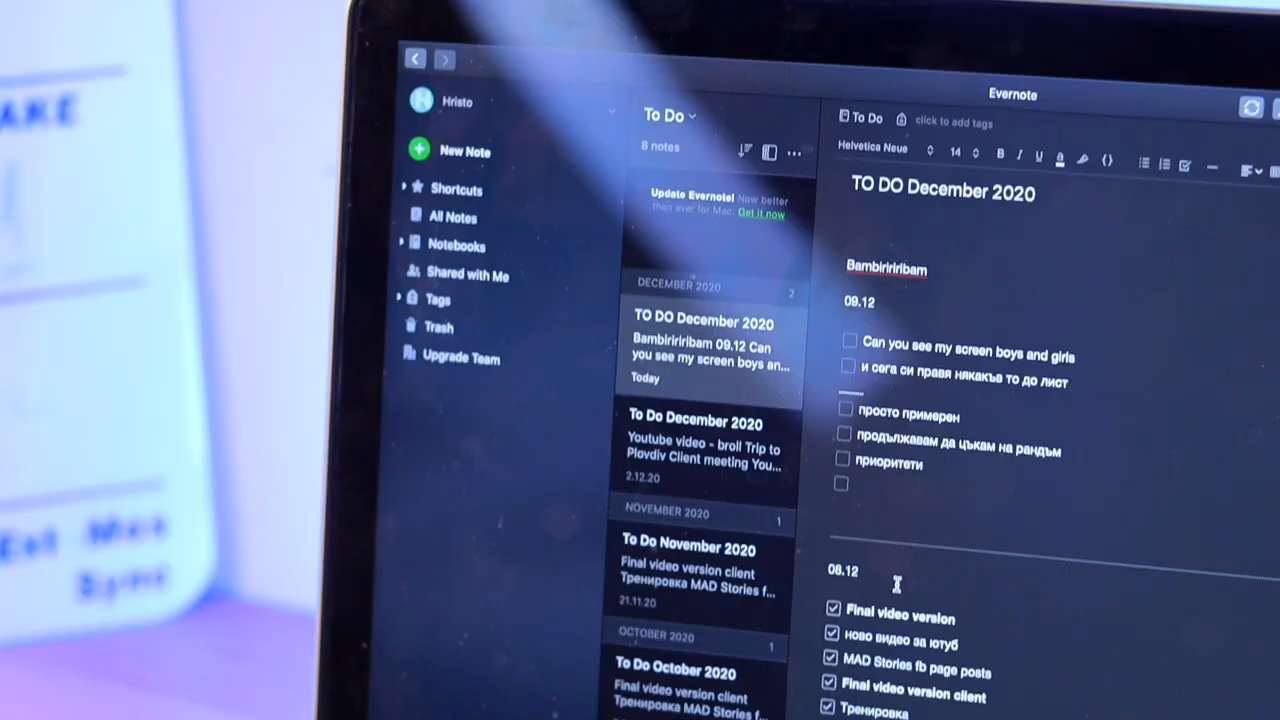 AKE
Ext Max
Sync
Evernote
Hristo
New Note
Shortcuts
All Notes
Notebooks
Shared with Me
Tags
Trash
Upgrade Team
To Do
8 notes
Update Evernote! Now better
than ever for Mac. Get it now
DECEMBER 2020 2
TO DO December 2020
Bambiriririбam 09.12 Can
you see my screen boys an...
Today
To Do December 2020
Youtube video - broll Trip to
Plovdiv Client meeting You...
2.12.20
NOVEMBER 2020 1
To Do November 2020
Final video version client
Тренировка MAD Stories f...
21.11.20
OCTOBER 2020 1
To Do October 2020
Final video version client
Тренировка MAD Stories f...
To Do click to add tags
Helvetica Neue 14 B I U a {}
TO DO December 2020
Bambiririribam
09.12
Can you see my screen boys and girls
и сега си правя някакъв то до лист
просто примерен
продължавам да цъкам на рандъм
приоритети
08.12
Final video version
ново видео за ютуб
MAD Stories fb page posts
Final video version client
Тренировка